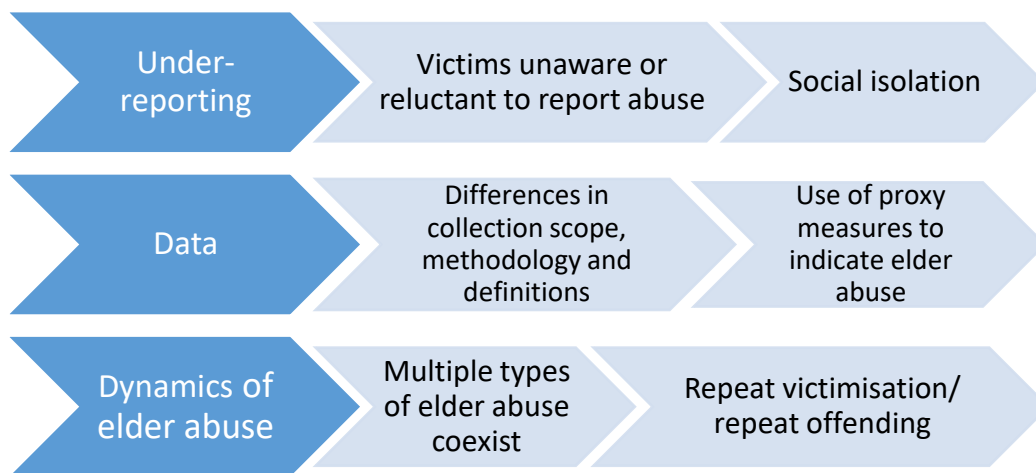 Under-
reporting
Victims unaware or
reluctant to report abuse
Social isolation
Data
Differences in
collection scope,
methodology and
definitions
Use of proxy
measures to
indicate elder
abuse
Dynamics of
elder abuse
Multiple types
of elder abuse
coexist
Repeat victimisation/
repeat offending